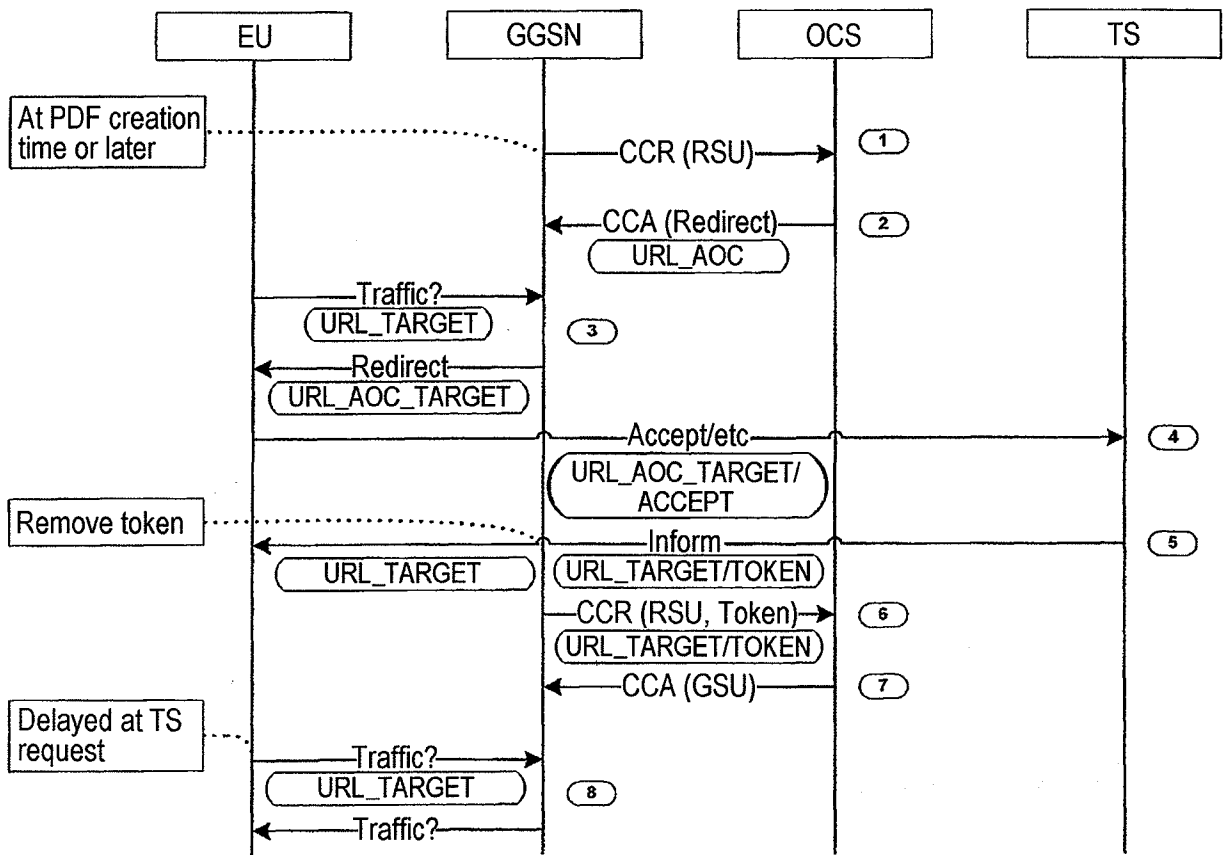 EU
GGSN
OCS
TS
At PDF creation
time or later
CCR (RSU)
1
CCA (Redirect)
2
URL_AOC
Traffic?
URL_TARGET
3
Redirect
URL_AOC_TARGET
Accept/etc
4
URL_AOC_TARGET/
ACCEPT
Remove token
Inform
5
URL_TARGET
URL_TARGET/TOKEN
CCR (RSU, Token)
6
URL_TARGET/TOKEN
CCA (GSU)
7
Delayed at TS
request
Traffic?
URL_TARGET
8
Traffic?